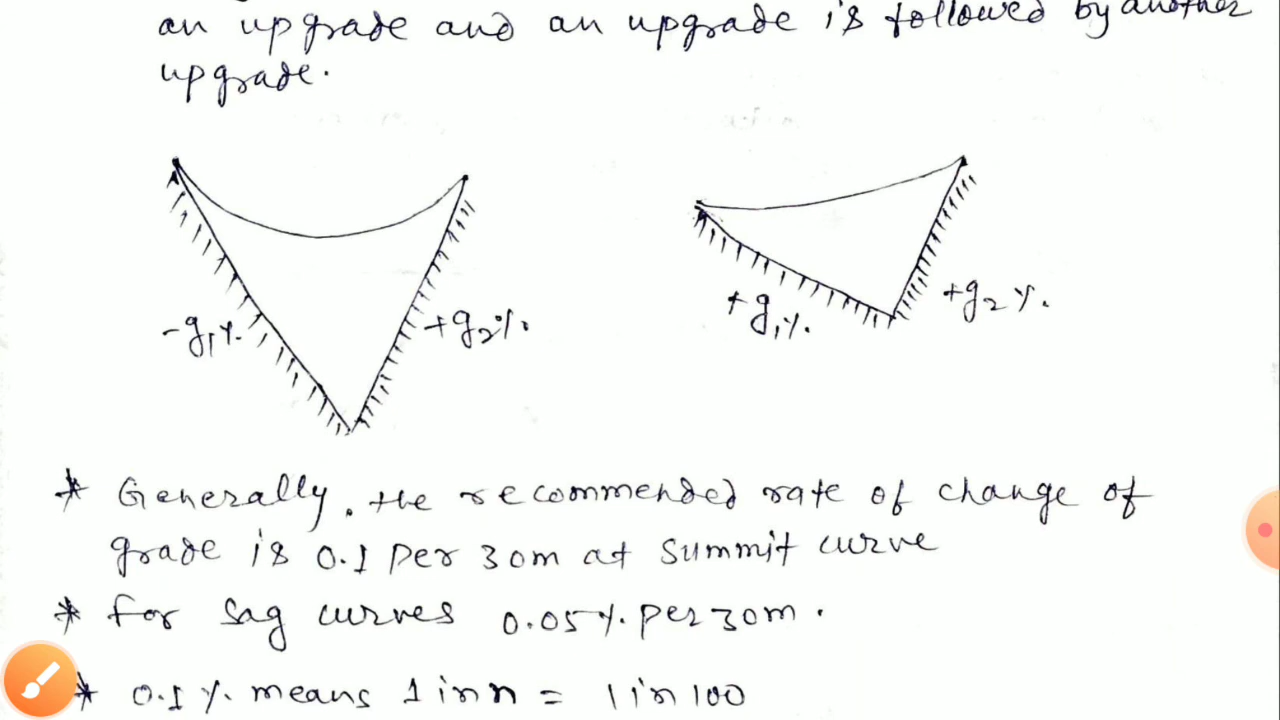 an upgrade and an upgrade is followed by another
upgrade.
-g₁%.
+g₂%.
+g₁%.
+g₂%.
* Generally, the recommended rate of change of
grade is 0.1 per 30m at summit curve
* for sag curves 0.05%. per 30m.
* 0.1%. means 1 in n = 1 in 100